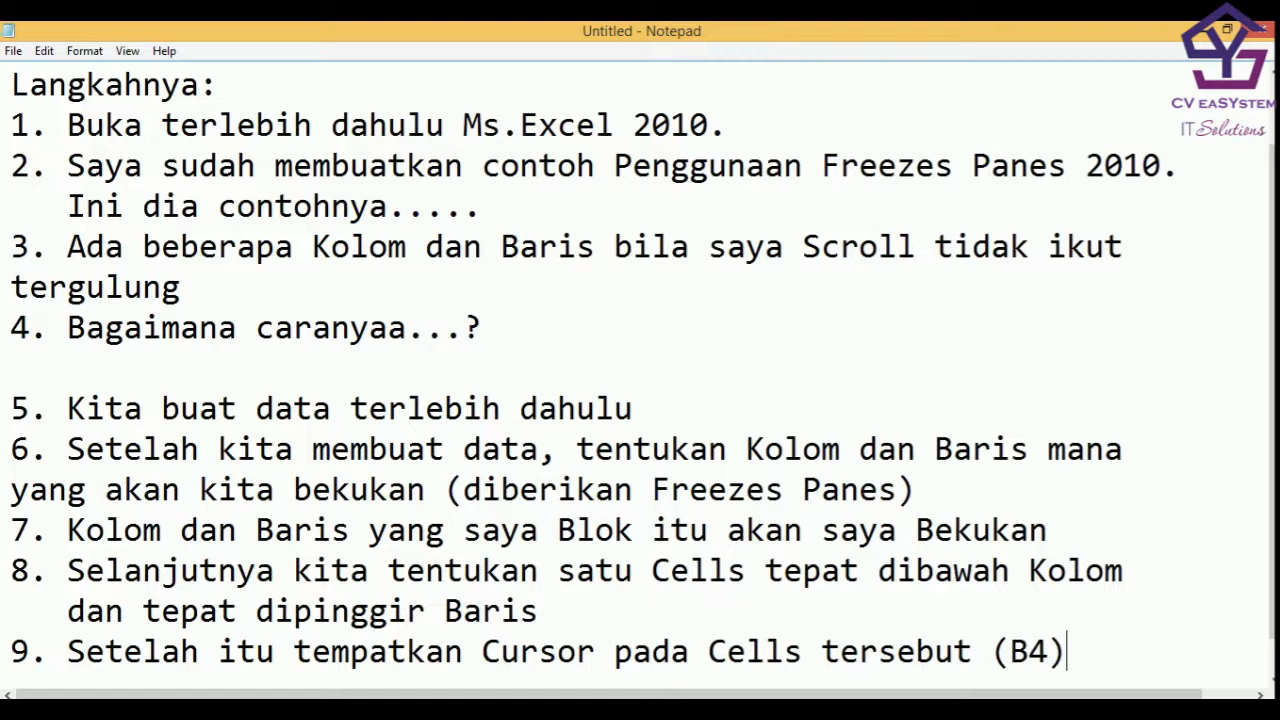 Untitled - Notepad
File Edit Format View Help
Langkahnya:
1. Buka terlebih dahulu Ms.Excel 2010.
2. Saya sudah membuatkan contoh Penggunaan Freezes Panes 2010.
Ini dia contohnya.....
3. Ada beberapa Kolom dan Baris bila saya Scroll tidak ikut
tergulung
4. Bagaimana caranyaa...?
5. Kita buat data terlebih dahulu
6. Setelah kita membuat data, tentukan Kolom dan Baris mana
yang akan kita bekukan (diberikan Freezes Panes)
7. Kolom dan Baris yang saya Blok itu akan saya Bekukan
8. Selanjutnya kita tentukan satu Cells tepat dibawah Kolom
dan tepat dipinggir Baris
9. Setelah itu tempatkan Cursor pada Cells tersebut (B4)
CV eaSYstem
IT Solutions